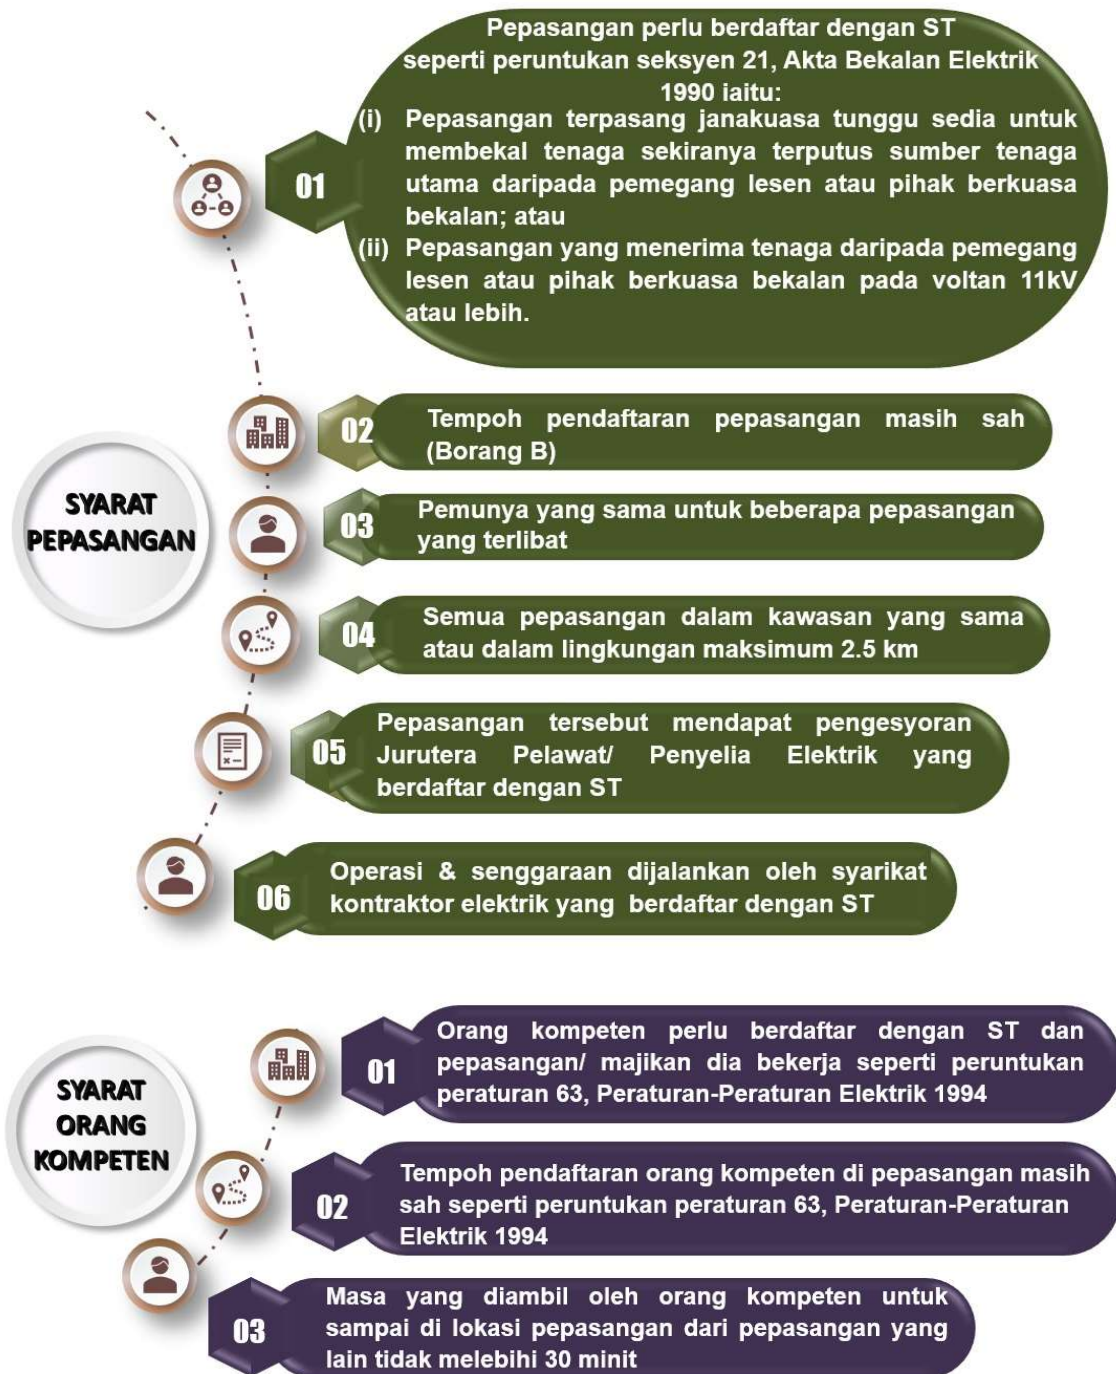 Pepasangan perlu berdaftar dengan ST
seperti peruntukan seksyen 21, Akta Bekalan Elektrik
1990 iaitu:
(i) Pepasangan terpasang janakuasa tunggu sedia untuk
membekal tenaga sekiranya terputus sumber tenaga
utama daripada pemegang lesen atau pihak berkuasa
bekalan; atau
(ii) Pepasangan yang menerima tenaga daripada pemegang
lesen atau pihak berkuasa bekalan pada voltan 11kV
atau lebih.
01
02
Tempoh pendaftaran pepasangan masih sah
(Borang B)
SYARAT
PEPASANGAN
03
Pemunya yang sama untuk beberapa pepasangan
yang terlibat
04
Semua pepasangan dalam kawasan yang sama
atau dalam lingkungan maksimum 2.5 km
05
Pepasangan tersebut mendapat pengesyoran
Jurutera Pelawat/ Penyelia Elektrik yang
berdaftar dengan ST
06
Operasi & senggaraan dijalankan oleh syarikat
kontraktor elektrik yang berdaftar dengan ST
SYARAT
ORANG
KOMPETEN
01
Orang kompeten perlu berdaftar dengan ST dan
pepasangan/ majikan dia bekerja seperti peruntukan
peraturan 63, Peraturan-Peraturan Elektrik 1994
02
Tempoh pendaftaran orang kompeten di pepasangan masih
sah seperti peruntukan peraturan 63, Peraturan-Peraturan
Elektrik 1994
03
Masa yang diambil oleh orang kompeten untuk
sampai di lokasi pepasangan dari pepasangan yang
lain tidak melebihi 30 minit